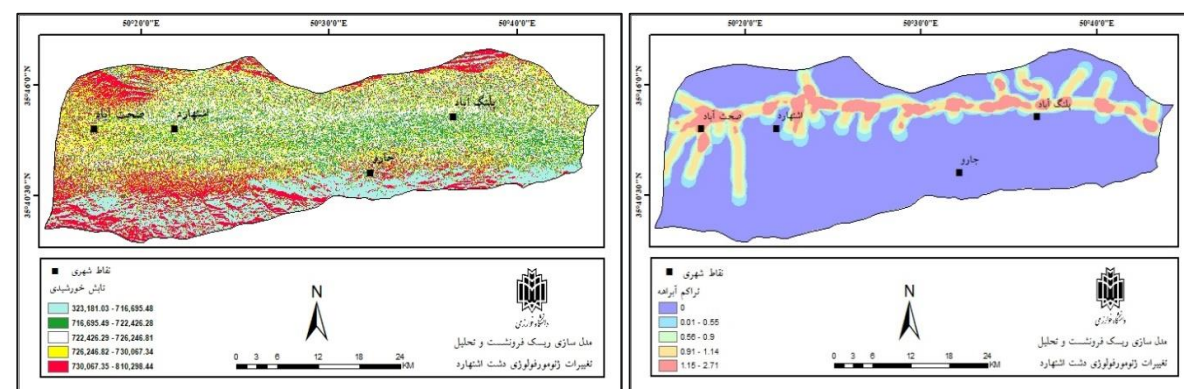 50°20'0"E 50°30'0"E 50°40'0"E
35°46'0"N
35°40'30"N
صحت آباد
اشتهارد
پلنگ آباد
جارو
نقاط شهری
تابش خورشیدی
323,181.03 - 716,695.48
716,695.49 - 722,426.28
722,426.29 - 726,246.81
726,246.82 - 730,067.34
730,067.35 - 810,298.44
N
0 3 6 12 18 24
KM
دانشگاه خوارزمی
مدل سازی ریسک فرونشست و تحلیل
تغییرات ژئومورفولوژی دشت اشتهارد
50°20'0"E 50°30'0"E 50°40'0"E
35°46'0"N
35°40'30"N
صحت آباد
اشتهارد
پلنگ آباد
جارو
نقاط شهری
تراکم آبراهه
0
0.01 - 0.55
0.56 - 0.9
0.91 - 1.14
1.15 - 2.71
N
0 3 6 12 18 24
KM
دانشگاه خوارزمی
مدل سازی ریسک فرونشست و تحلیل
تغییرات ژئومورفولوژی دشت اشتهارد